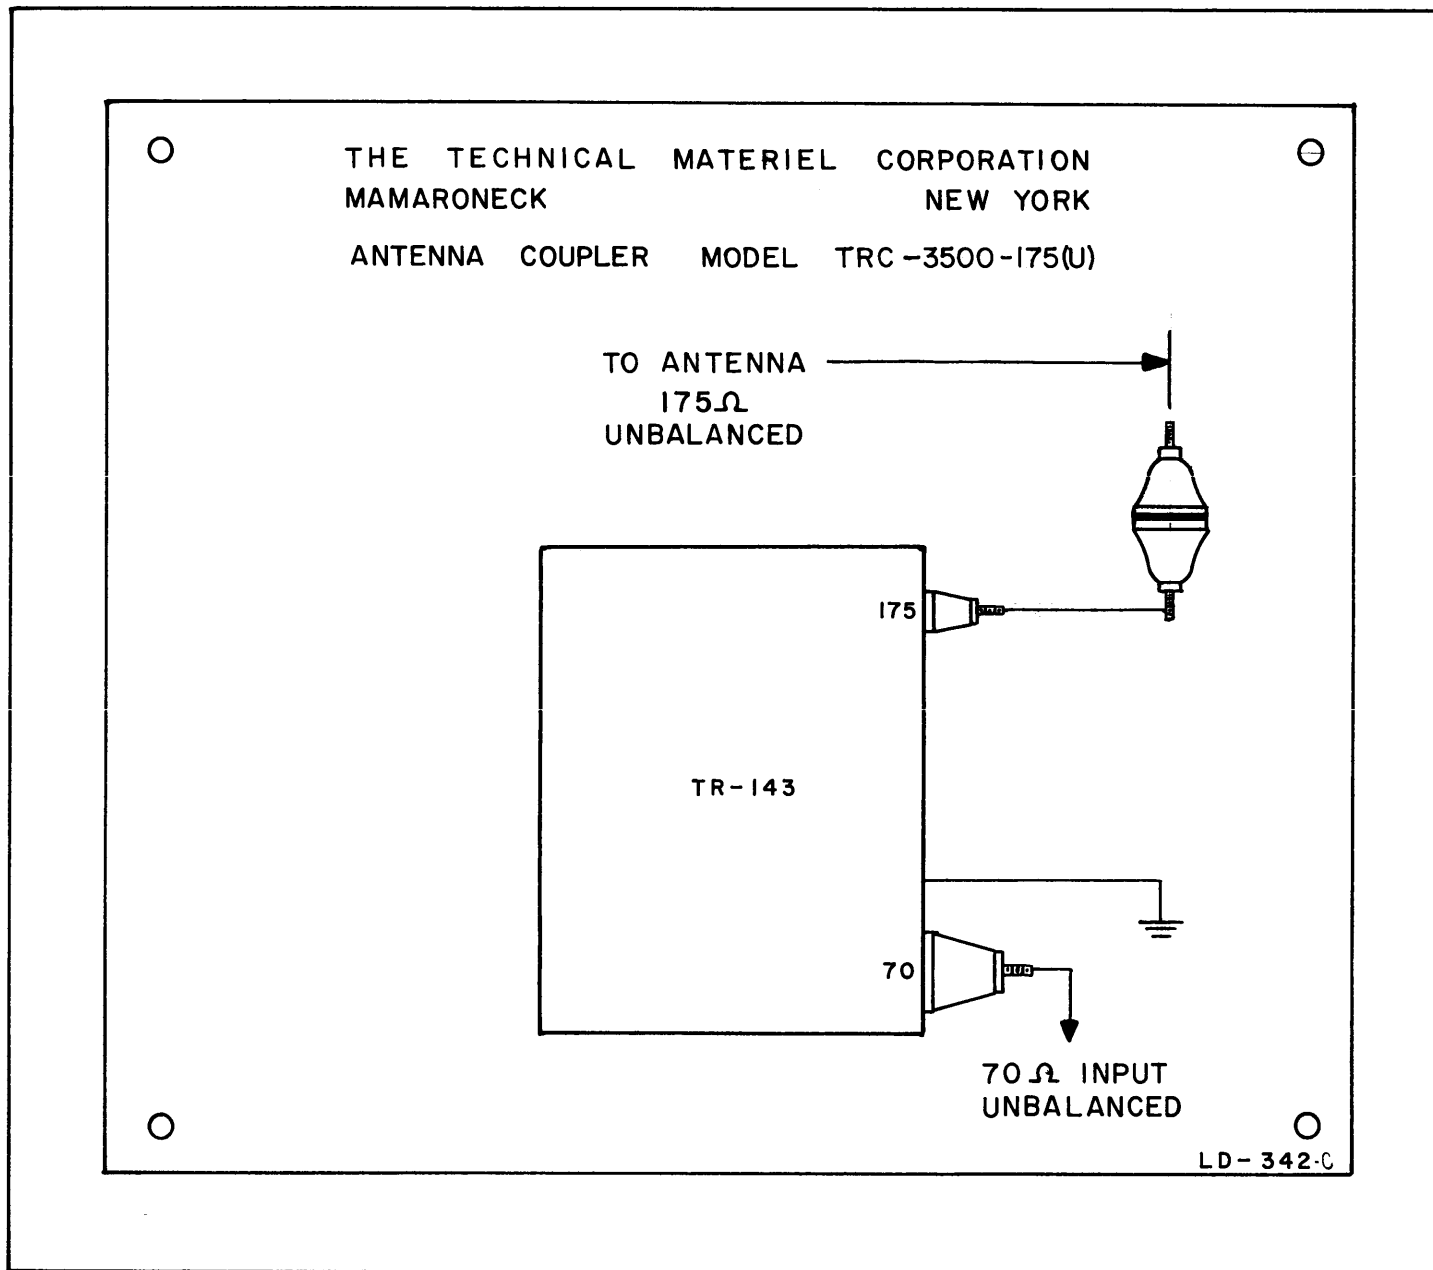 THE TECHNICAL MATERIEL CORPORATION
MAMARONECK NEW YORK
ANTENNA COUPLER MODEL TRC-3500-175(U)
TO ANTENNA
175Ω
UNBALANCED
175
TR-143
70
70Ω INPUT
UNBALANCED
LD-342-C